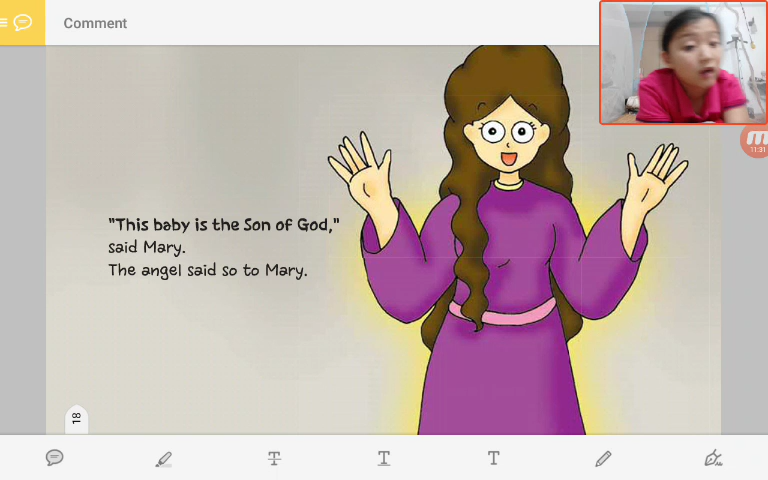 Comment
11:31
"This baby is the Son of God,"
said Mary.
The angel said so to Mary.
18